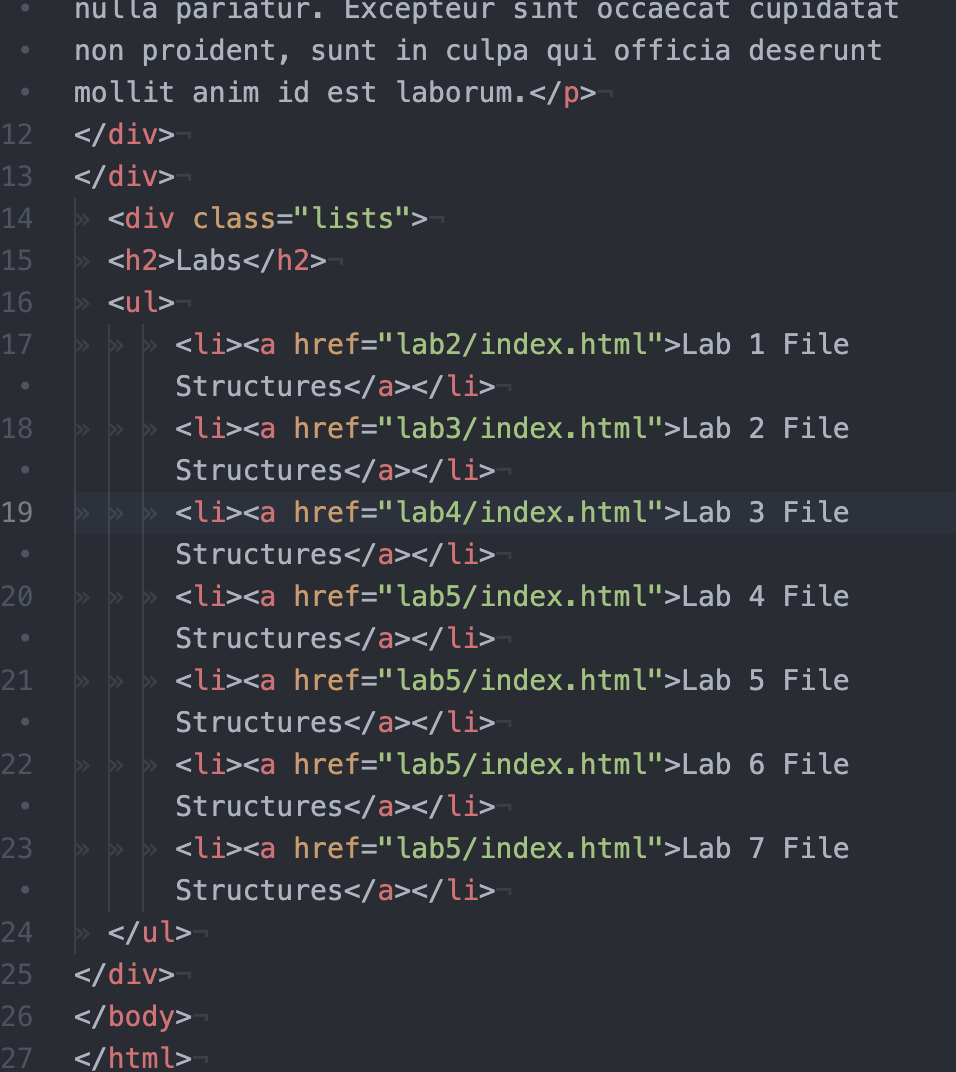 nulla pariatur. Excepteur sint occaecat cupidatat
non proident, sunt in culpa qui officia deserunt
mollit anim id est laborum.</p>
12 </div>
13 </div>
14 <div class="lists">
15 <h2>Labs</h2>
16 <ul>
17 <li><a href="lab2/index.html">Lab 1 File
Structures</a></li>
18 <li><a href="lab3/index.html">Lab 2 File
Structures</a></li>
19 <li><a href="lab4/index.html">Lab 3 File
Structures</a></li>
20 <li><a href="lab5/index.html">Lab 4 File
Structures</a></li>
21 <li><a href="lab5/index.html">Lab 5 File
Structures</a></li>
22 <li><a href="lab5/index.html">Lab 6 File
Structures</a></li>
23 <li><a href="lab5/index.html">Lab 7 File
Structures</a></li>
24 </ul>
25 </div>
26 </body>
27 </html>